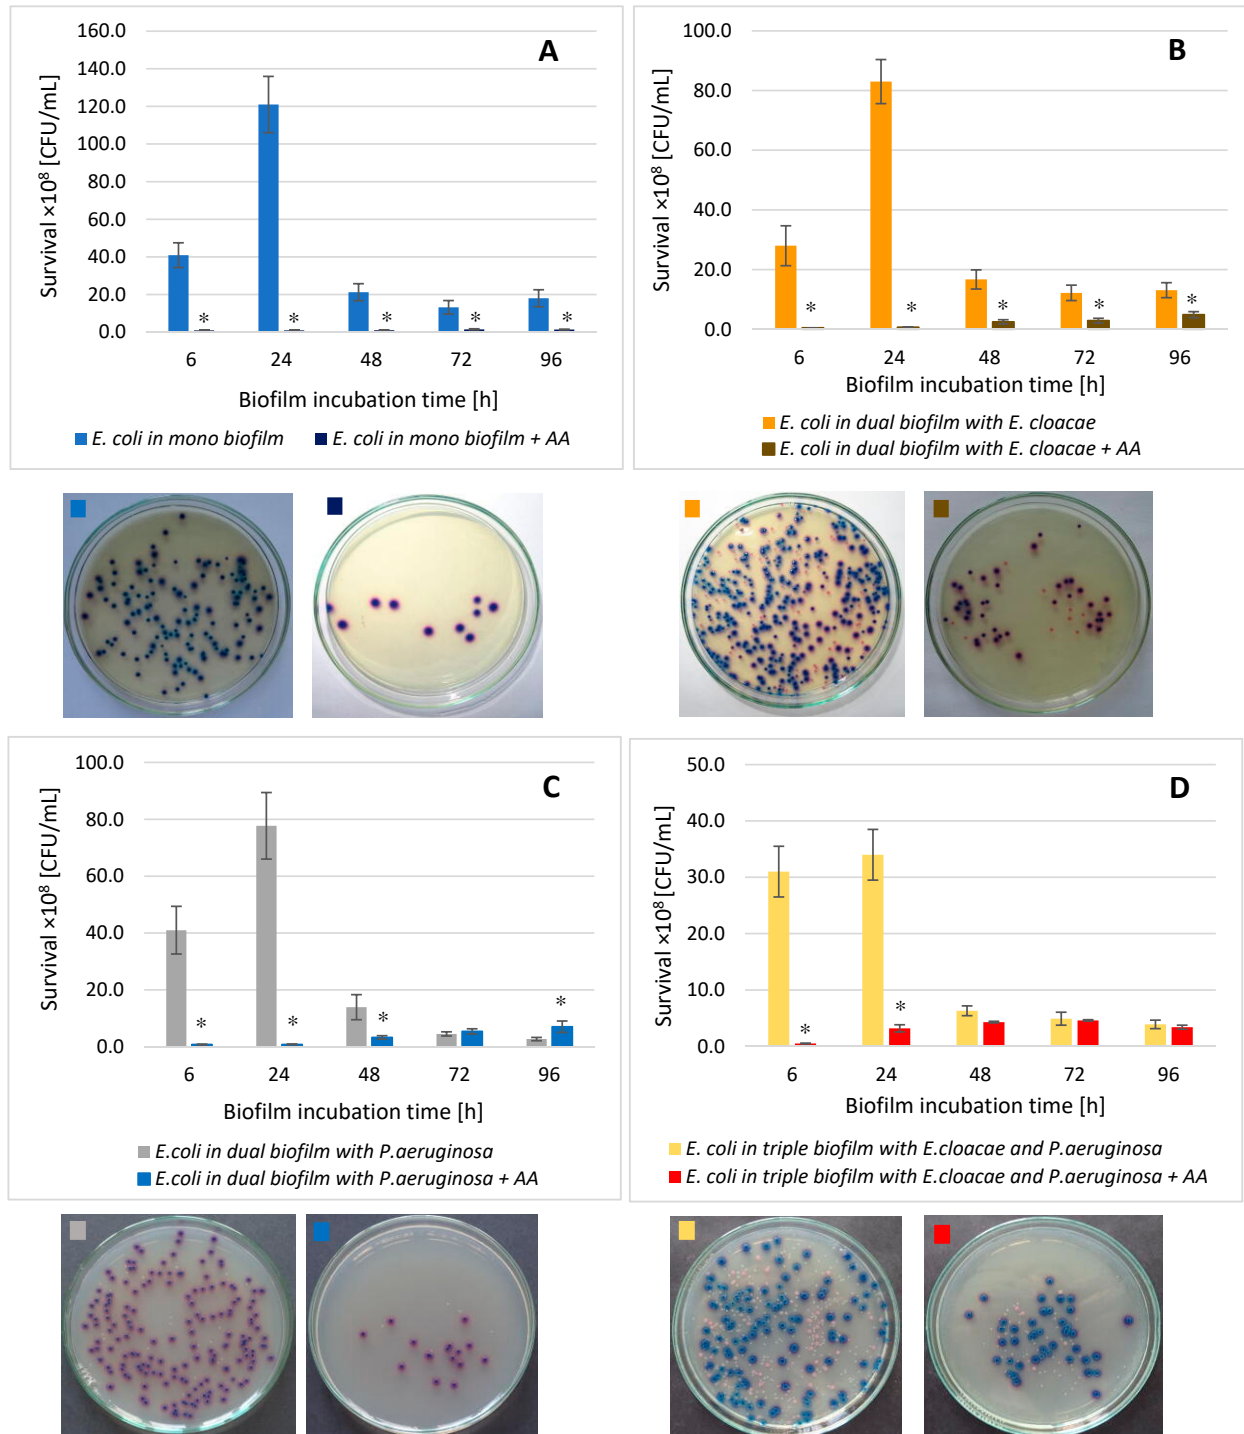 A
160.0
140.0
120.0
100.0
80.0
60.0
40.0
20.0
0.0
Survival ×10⁸ [CFU/mL]
* * * * *
6 24 48 72 96
Biofilm incubation time [h]
E. coli in mono biofilm E. coli in mono biofilm + AA
B
100.0
80.0
60.0
40.0
20.0
0.0
Survival ×10⁸ [CFU/mL]
* * * * *
6 24 48 72 96
Biofilm incubation time [h]
E. coli in dual biofilm with E. cloacae
E. coli in dual biofilm with E. cloacae + AA
C
100.0
80.0
60.0
40.0
20.0
0.0
Survival ×10⁸ [CFU/mL]
* * * *
6 24 48 72 96
Biofilm incubation time [h]
E.coli in dual biofilm with P.aeruginosa
E.coli in dual biofilm with P.aeruginosa + AA
D
50.0
40.0
30.0
20.0
10.0
0.0
Survival ×10⁸ [CFU/mL]
* *
6 24 48 72 96
Biofilm incubation time [h]
E. coli in triple biofilm with E.cloacae and P.aeruginosa
E. coli in triple biofilm with E.cloacae and P.aeruginosa + AA